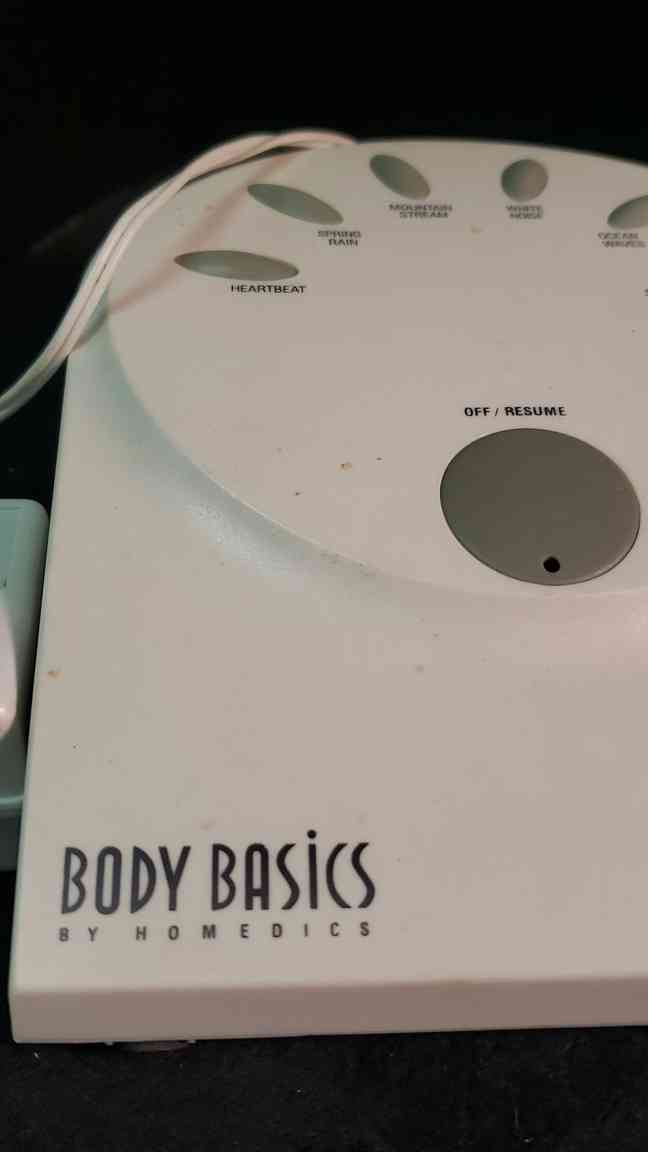 MOUNTAIN
STREAM
WHITE
NOISE
SPRING
RAIN
OCEAN
WAVES
HEARTBEAT
OFF / RESUME
BODY BASiCS
BY HOMEDICS